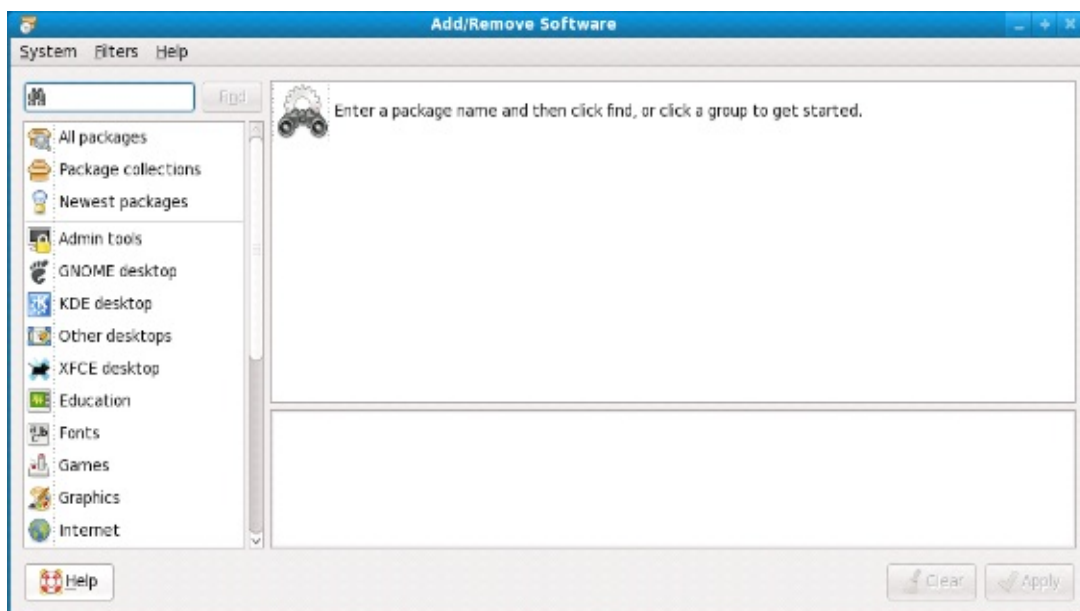 Add/Remove Software
System Filters Help
Find
Enter a package name and then click find, or click a group to get started.
All packages
Package collections
Newest packages
Admin tools
GNOME desktop
KDE desktop
Other desktops
XFCE desktop
Education
Fonts
Games
Graphics
Internet
Help
Clear
Apply